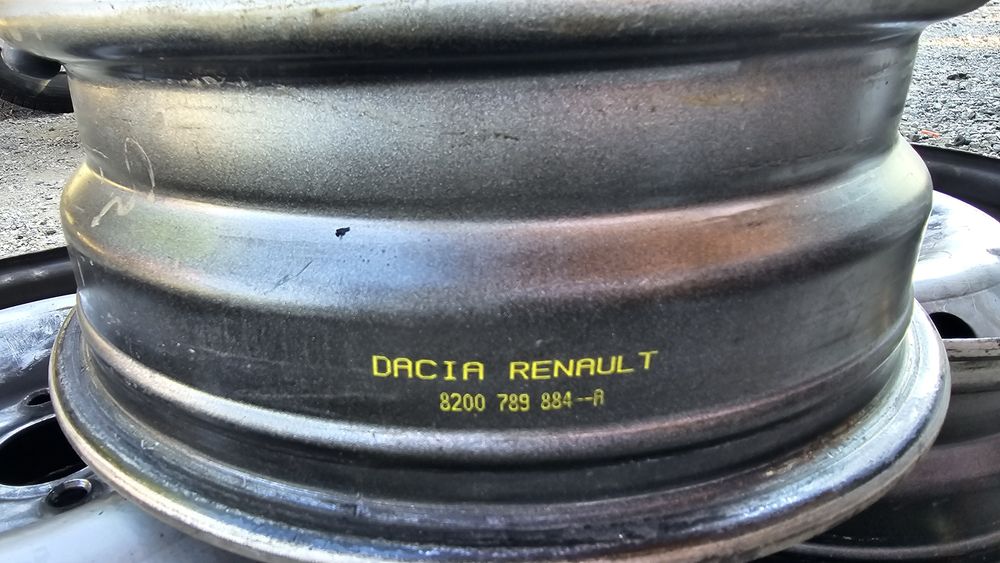 DACIA RENAULT
8200 789 884--A